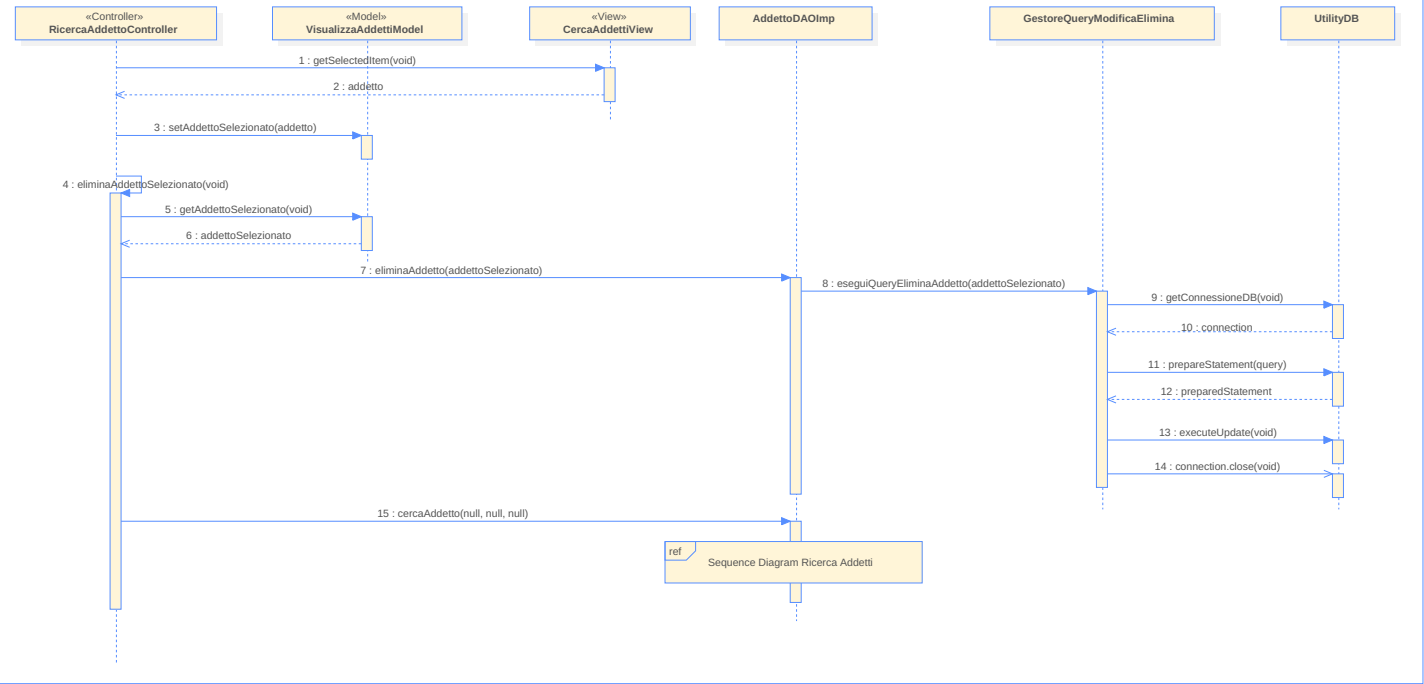 «Controller»
RicercaAddettoController
«Model»
VisualizzaAddettiModel
«View»
CercaAddettiView
AddettoDAOImp
GestoreQueryModificaElimina
UtilityDB
1 : getSelectedItem(void)
2 : addetto
3 : setAddettoSelezionato(addetto)
4 : eliminaAddettoSelezionato(void)
5 : getAddettoSelezionato(void)
6 : addettoSelezionato
7 : eliminaAddetto(addettoSelezionato)
8 : eseguiQueryEliminaAddetto(addettoSelezionato)
9 : getConnessioneDB(void)
10 : connection
11 : prepareStatement(query)
12 : preparedStatement
13 : executeUpdate(void)
14 : connection.close(void)
15 : cercaAddetto(null, null, null)
ref
Sequence Diagram Ricerca Addetti